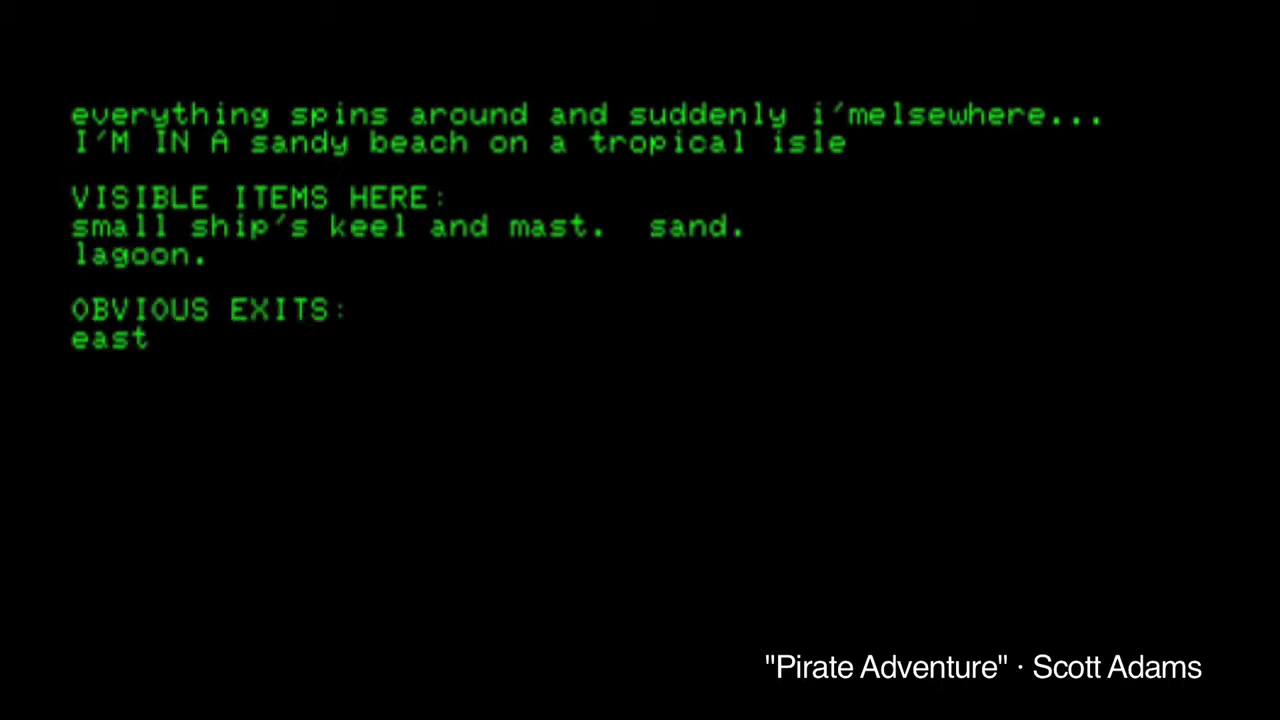 everything spins around and suddenly i'melsewhere...
I'M IN A sandy beach on a tropical isle
VISIBLE ITEMS HERE:
small ship's keel and mast.  sand.
lagoon.
OBVIOUS EXITS:
east
"Pirate Adventure" · Scott Adams